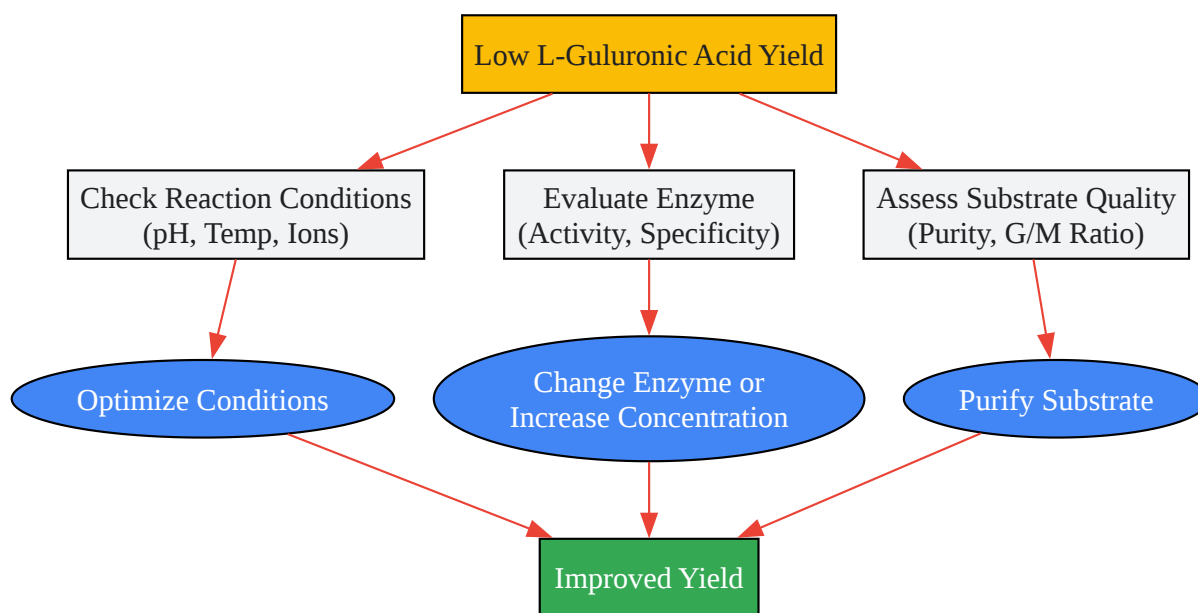 Low L-Guluronic Acid Yield
Check Reaction Conditions
(pH, Temp, Ions)
Evaluate Enzyme
(Activity, Specificity)
Assess Substrate Quality
(Purity, G/M Ratio)
Optimize Conditions
Change Enzyme or
Increase Concentration
Purify Substrate
Improved Yield